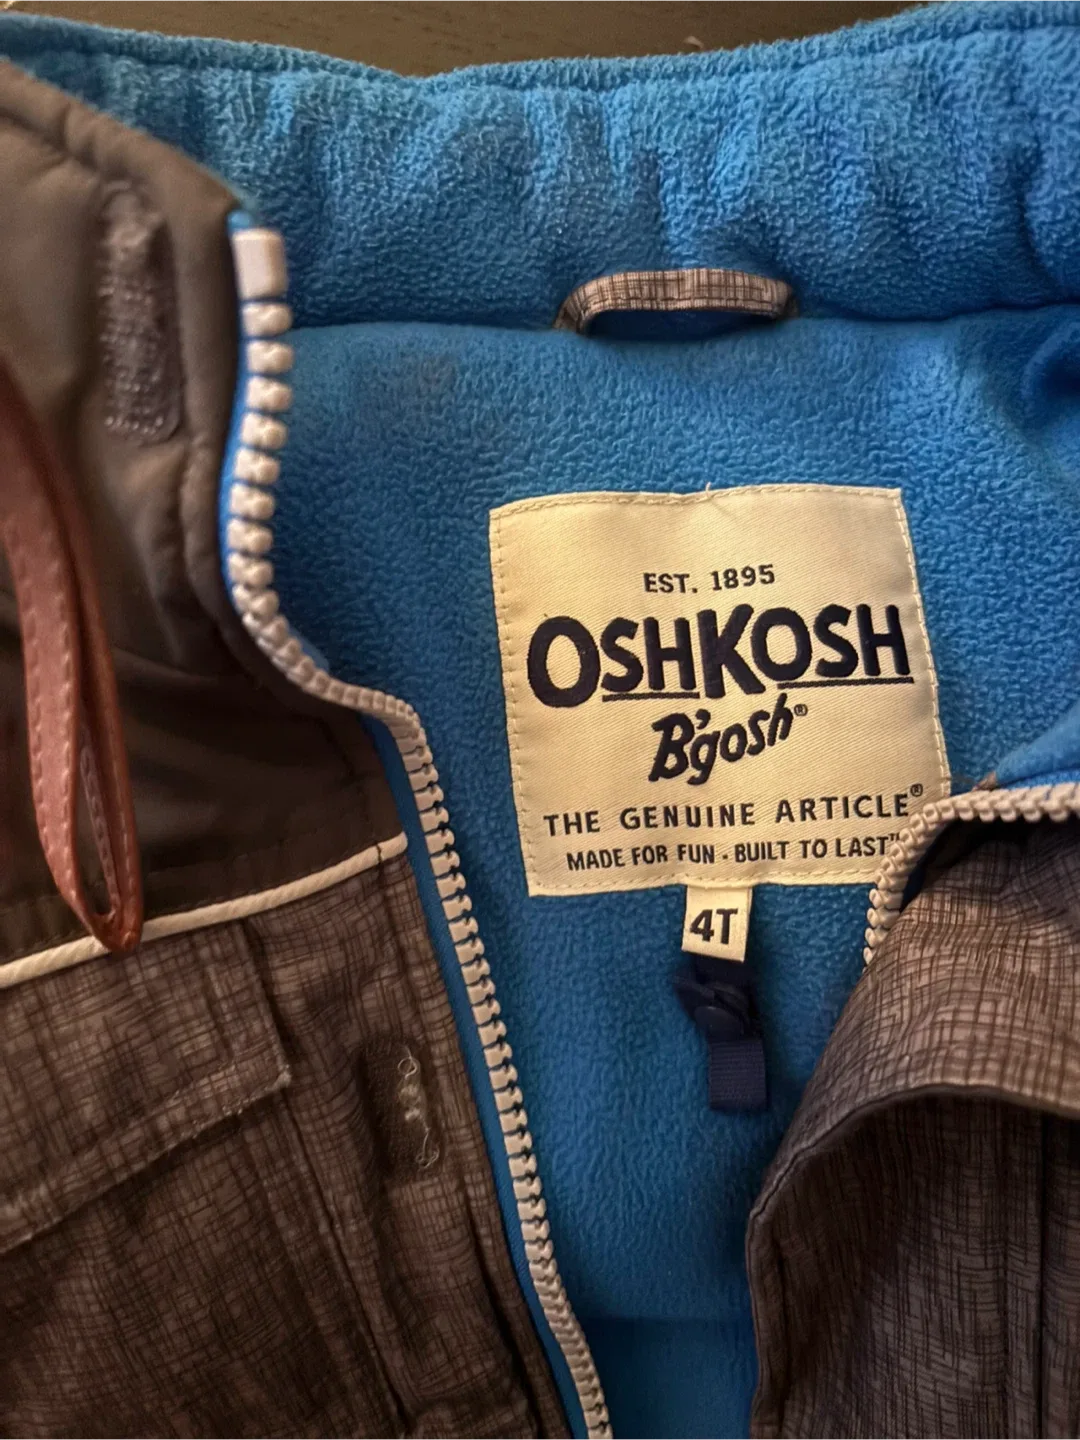 EST. 1895
OSHKOSH
B'gosh®
THE GENUINE ARTICLE®
MADE FOR FUN · BUILT TO LAST™
4T